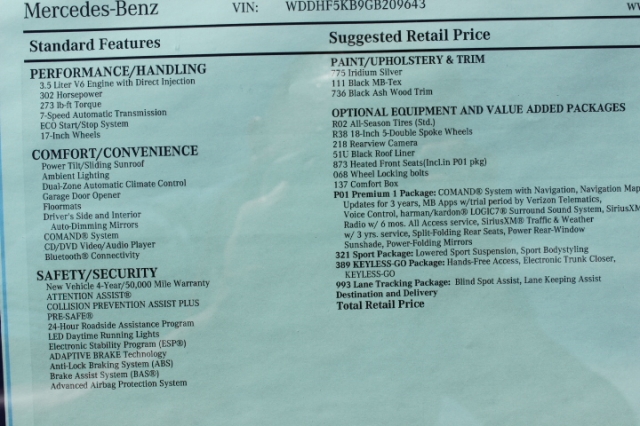 Mercedes-Benz VIN: WDDHF5KB9GB209643
Standard Features
PERFORMANCE/HANDLING
3.5 Liter V6 Engine with Direct Injection
302 Horsepower
273 lb-ft Torque
7-Speed Automatic Transmission
ECO Start/Stop System
17-Inch Wheels
COMFORT/CONVENIENCE
Power Tilt/Sliding Sunroof
Ambient Lighting
Dual-Zone Automatic Climate Control
Garage Door Opener
Floormats
Driver's Side and Interior
Auto-Dimming Mirrors
COMAND® System
CD/DVD Video/Audio Player
Bluetooth® Connectivity
SAFETY/SECURITY
New Vehicle 4-Year/50,000 Mile Warranty
ATTENTION ASSIST®
COLLISION PREVENTION ASSIST PLUS
PRE-SAFE®
24-Hour Roadside Assistance Program
LED Daytime Running Lights
Electronic Stability Program (ESP®)
ADAPTIVE BRAKE Technology
Anti-Lock Braking System (ABS)
Brake Assist System (BAS®)
Advanced Airbag Protection System
Suggested Retail Price
PAINT/UPHOLSTERY & TRIM
775 Iridium Silver
111 Black MB-Tex
736 Black Ash Wood Trim
OPTIONAL EQUIPMENT AND VALUE ADDED PACKAGES
R02 All-Season Tires (Std.)
R38 18-Inch 5-Double Spoke Wheels
218 Rearview Camera
51U Black Roof Liner
873 Heated Front Seats(Incl.in P01 pkg)
068 Wheel Locking bolts
137 Comfort Box
P01 Premium 1 Package: COMAND® System with Navigation, Navigation Map
Updates for 3 years, MB Apps w/trial period by Verizon Telematics,
Voice Control, harman/kardon® LOGIC7® Surround Sound System, SiriusXM
Radio w/ 6 mos. All Access service, SiriusXM® Traffic & Weather
w/ 3 yrs. service, Split-Folding Rear Seats, Power Rear-Window
Sunshade, Power-Folding Mirrors
321 Sport Package: Lowered Sport Suspension, Sport Bodystyling
389 KEYLESS-GO Package: Hands-Free Access, Electronic Trunk Closer,
KEYLESS-GO
993 Lane Tracking Package: Blind Spot Assist, Lane Keeping Assist
Destination and Delivery
Total Retail Price